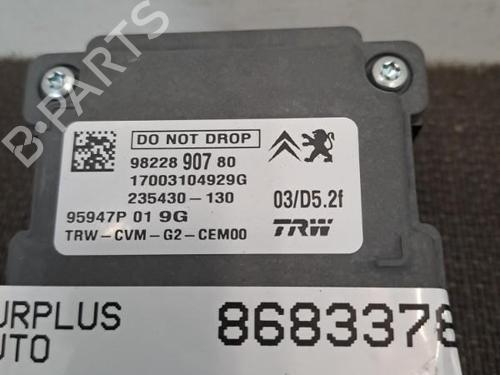 B-PARTS
DO NOT DROP
98228 907 80
17003104929G
235430-130
03/D5.2f
95947P 01 9G
TRW
TRW-CVM-G2-CEM00
URPLUS
UTO
8683378